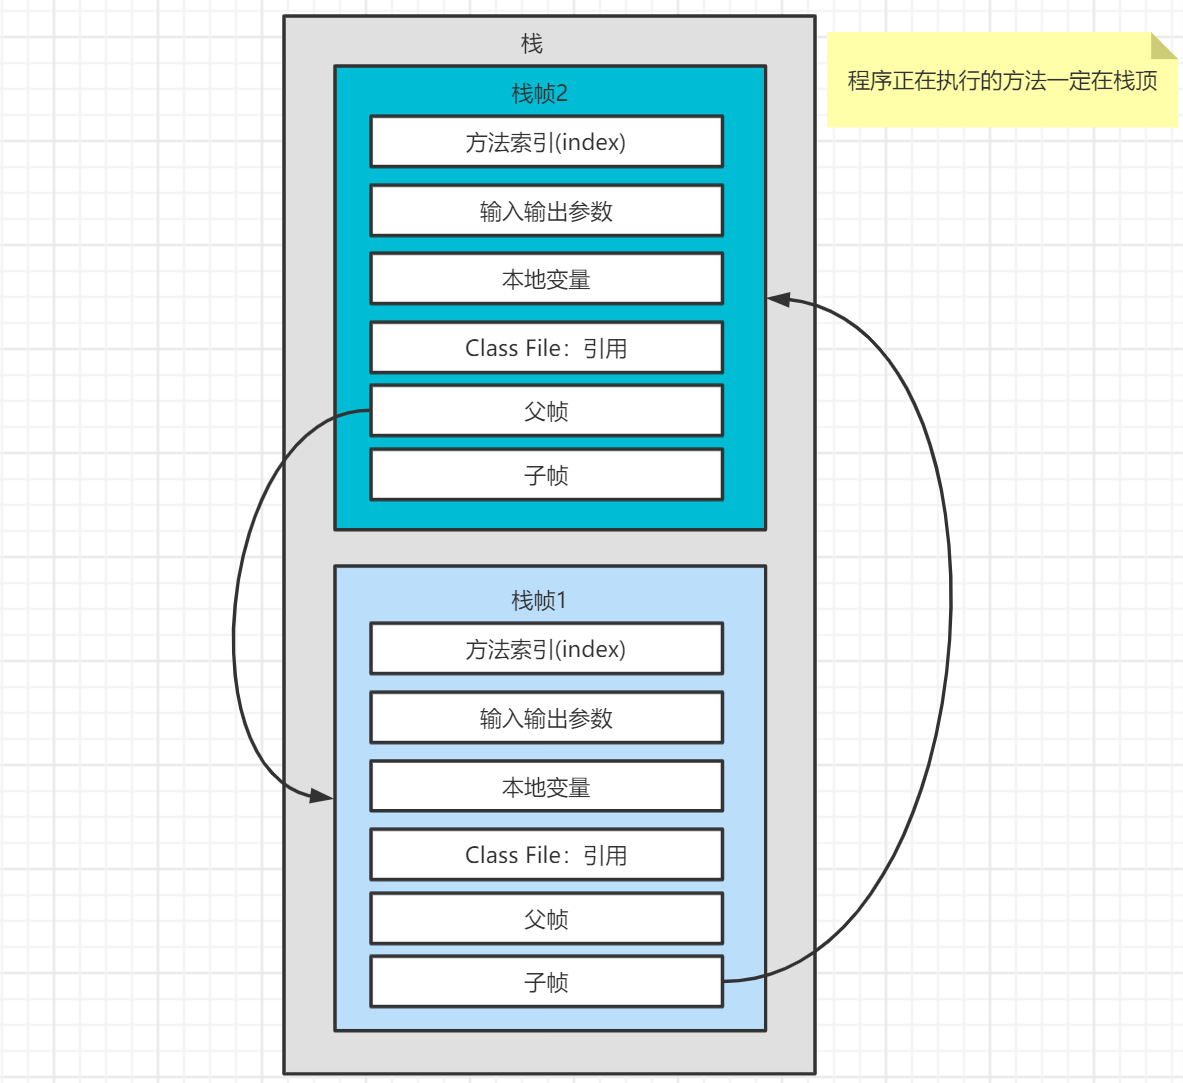 栈
程序正在执行的方法一定在栈顶
栈帧2
方法索引(index)
输入输出参数
本地变量
Class File：引用
父帧
子帧
栈帧1
方法索引(index)
输入输出参数
本地变量
Class File：引用
父帧
子帧